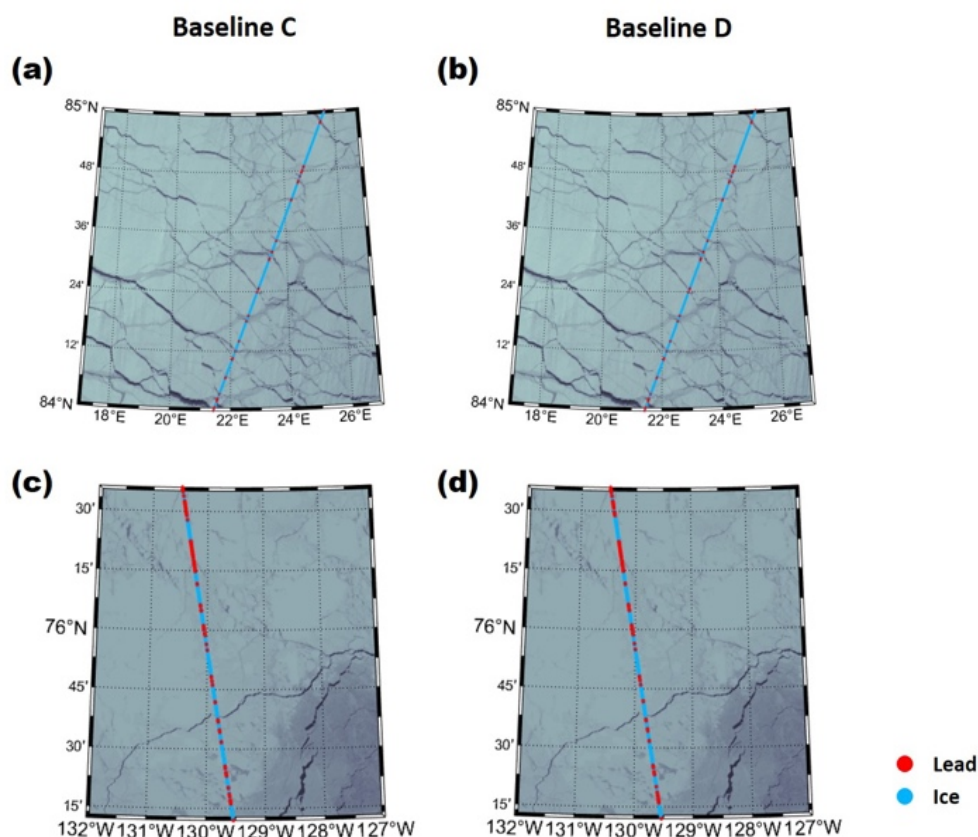 Baseline C
Baseline D
(a)
(b)
85°N
48'
36'
24'
12'
84°N
18°E 20°E 22°E 24°E 26°E
85°N
48'
36'
24'
12'
84°N
18°E 20°E 22°E 24°E 26°E
(c)
(d)
30'
15'
76°N
45'
30'
15'
132°W 131°W 130°W 129°W 128°W 127°W
30'
15'
76°N
45'
30'
15'
132°W 131°W 130°W 129°W 128°W 127°W
Lead
Ice